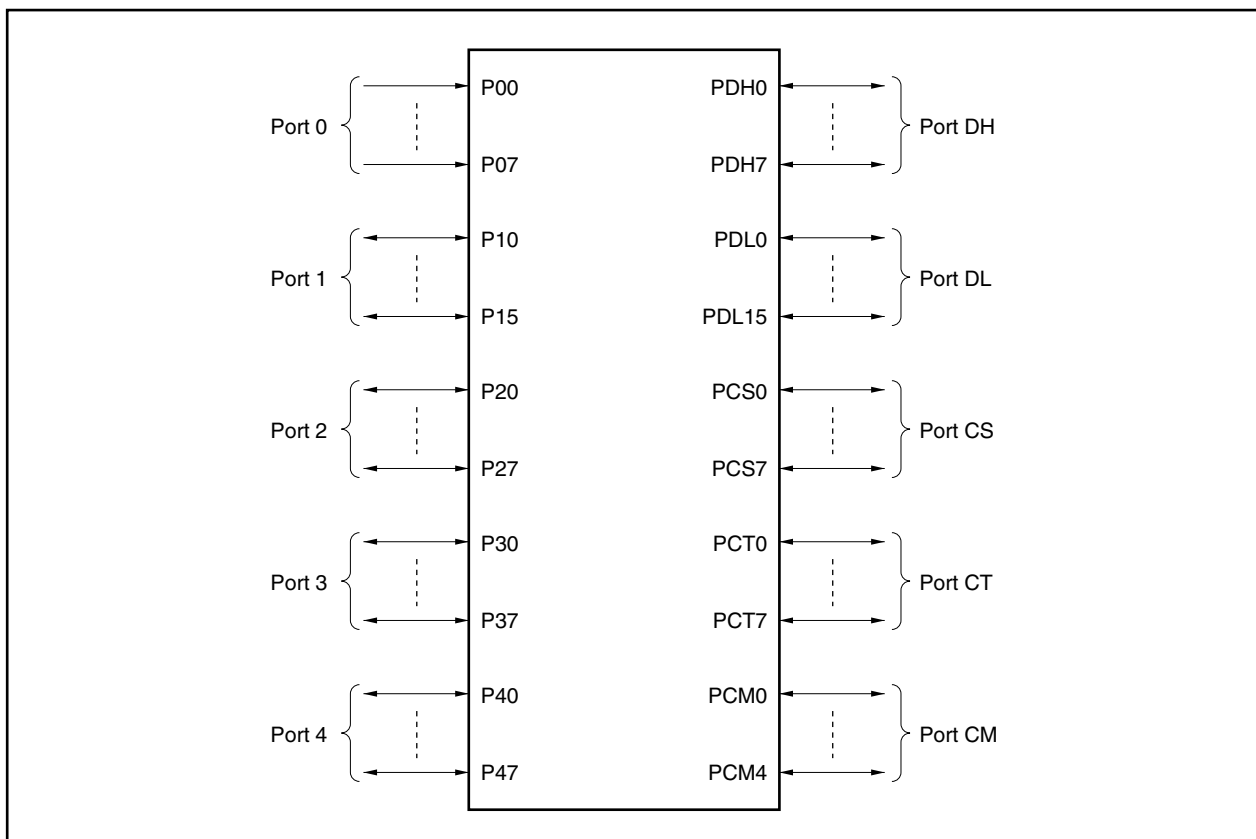 Port 0
P00
P07
Port 1
P10
P15
Port 2
P20
P27
Port 3
P30
P37
Port 4
P40
P47
PDH0
PDH7
Port DH
PDL0
PDL15
Port DL
PCS0
PCS7
Port CS
PCT0
PCT7
Port CT
PCM0
PCM4
Port CM